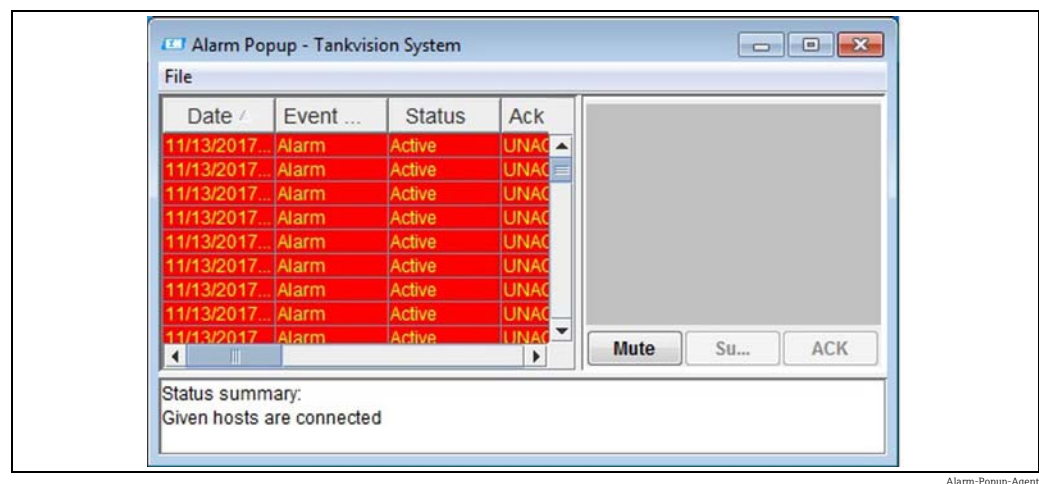 Alarm Popup - Tankvision System
File
Date Event ... Status Ack
11/13/2017... Alarm Active UNAC
11/13/2017... Alarm Active UNAC
11/13/2017... Alarm Active UNAC
11/13/2017... Alarm Active UNAC
11/13/2017... Alarm Active UNAC
11/13/2017... Alarm Active UNAC
11/13/2017... Alarm Active UNAC
11/13/2017... Alarm Active UNAC
11/13/2017 Alarm Active UNAC
Mute Su... ACK
Status summary:
Given hosts are connected
Alarm-Popup-Agent